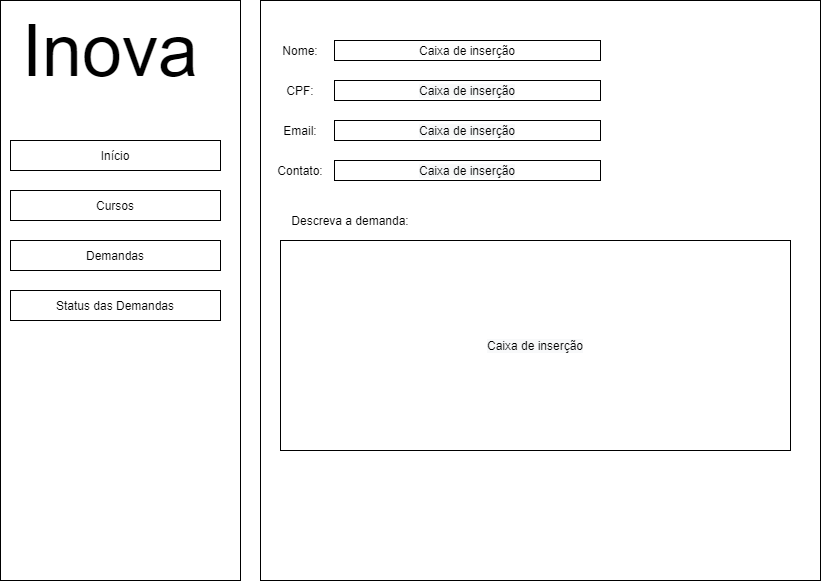 Inova
Início
Cursos
Demandas
Status das Demandas
Nome: Caixa de inserção
CPF: Caixa de inserção
Email: Caixa de inserção
Contato: Caixa de inserção
Descreva a demanda:
Caixa de inserção